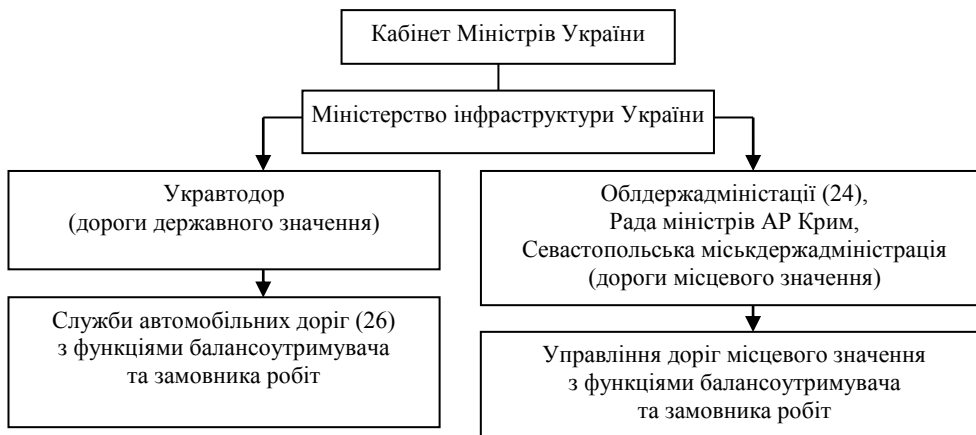 Кабінет Міністрів України
Міністерство інфраструктури України
Укравтодор
(дороги державного значення)
Облдержадміністації (24),
Рада міністрів АР Крим,
Севастопольська міськдержадміністрація
(дороги місцевого значення)
Служби автомобільних доріг (26)
з функціями балансоутримувача
та замовника робіт
Управління доріг місцевого значення
з функціями балансоутримувача
та замовника робіт